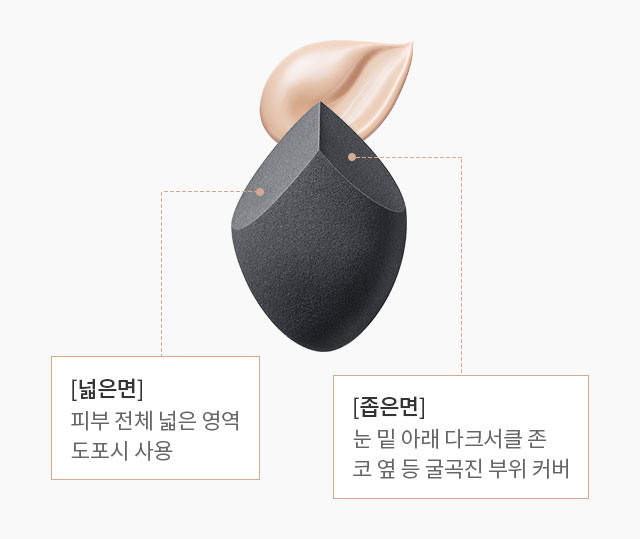 [넓은면]
피부 전체 넓은 영역
도포시 사용
[좁은면]
눈 밑 아래 다크서클 존
코 옆 등 굴곡진 부위 커버